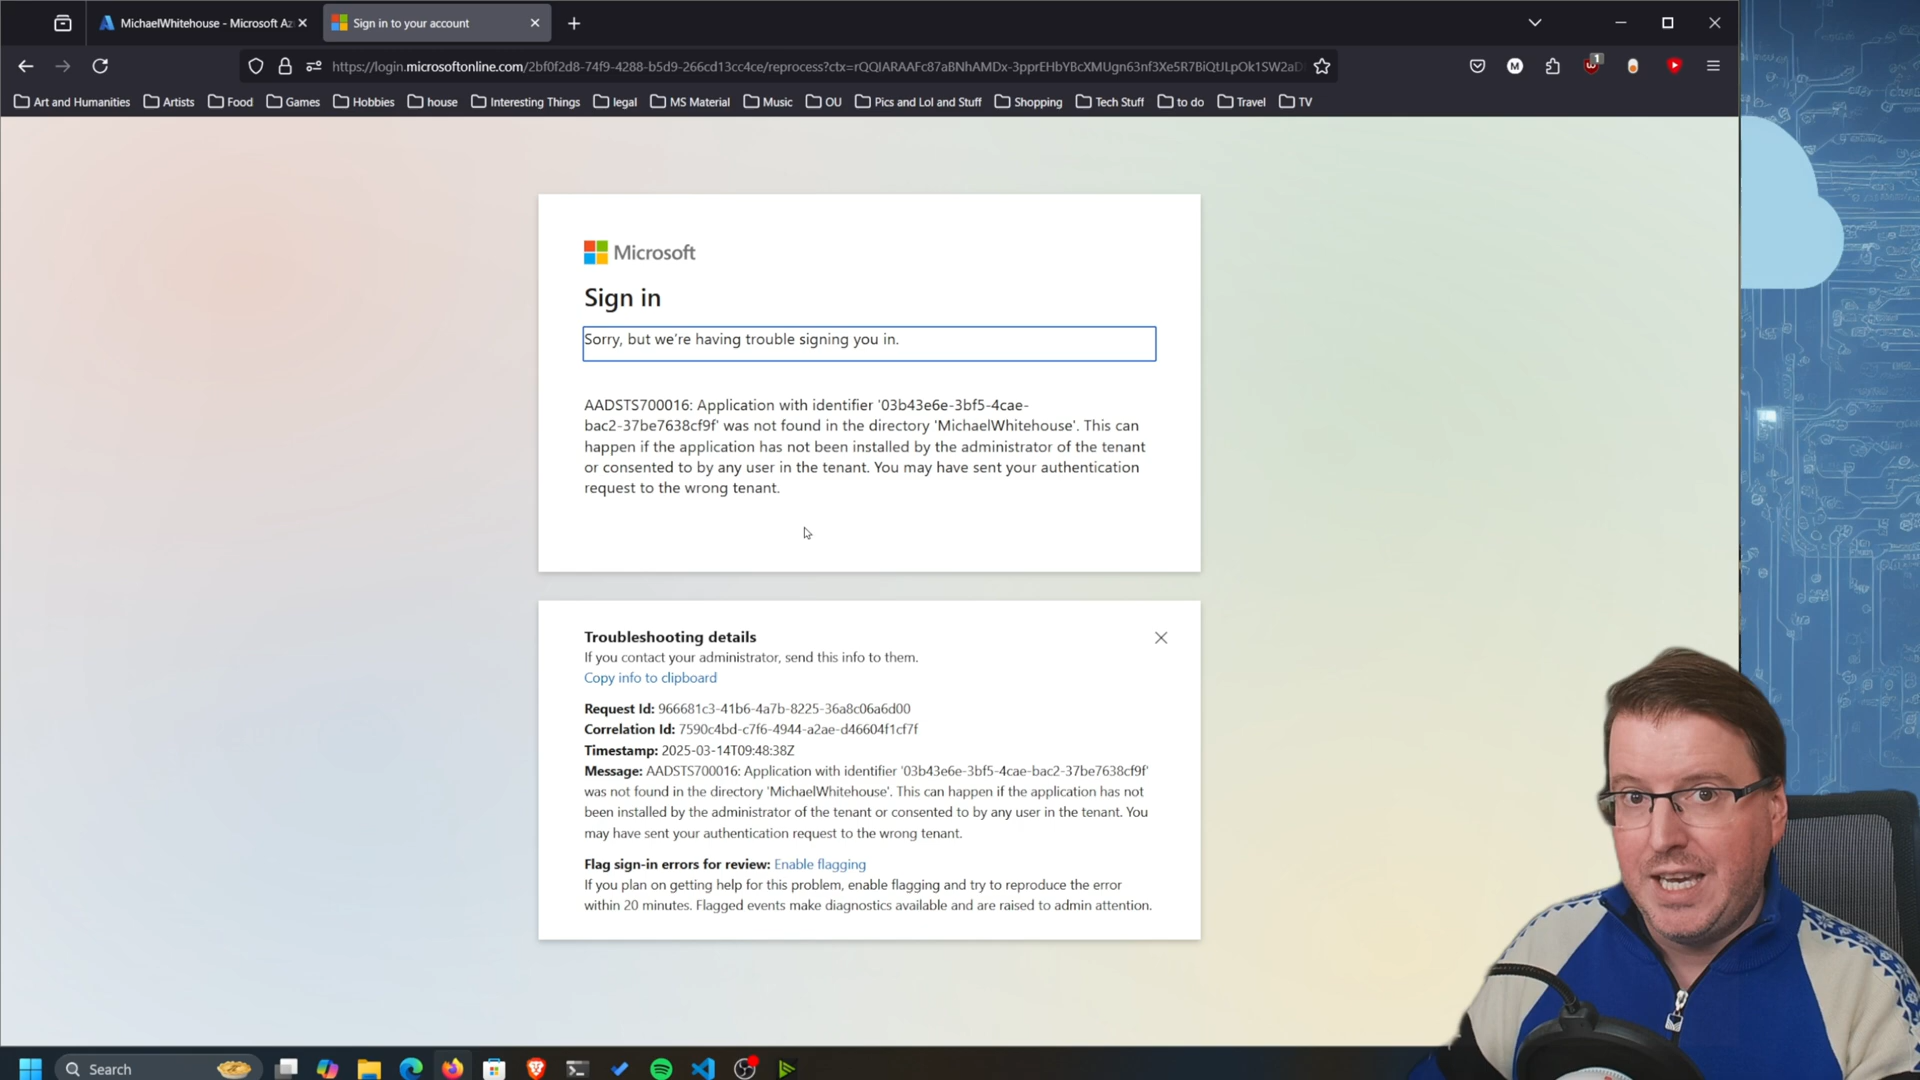 MichaelWhitehouse - Microsoft Az
Sign in to your account
https://login.microsoftonline.com/2bf0f2d8-74f9-4288-b5d9-266cd13cc4ce/reprocess?ctx=rQQIARAAFc87aBNhAMDx-3pprEHbYBcXMUgn63nf3Xe5R7BiQtJLpOk1SW2aD
1
Art and Humanities
Artists
Food
Games
Hobbies
house
Interesting Things
legal
MS Material
Music
OU
Pics and Lol and Stuff
Shopping
Tech Stuff
to do
Travel
TV
Microsoft
Sign in
Sorry, but we're having trouble signing you in.
AADSTS700016: Application with identifier '03b43e6e-3bf5-4cae-
bac2-37be7638cf9f' was not found in the directory 'MichaelWhitehouse'. This can
happen if the application has not been installed by the administrator of the tenant
or consented to by any user in the tenant. You may have sent your authentication
request to the wrong tenant.
Troubleshooting details
If you contact your administrator, send this info to them.
Copy info to clipboard
Request Id: 966681c3-41b6-4a7b-8225-36a8c06a6d00
Correlation Id: 7590c4bd-c7f6-4944-a2ae-d46604f1cf7f
Timestamp: 2025-03-14T09:48:38Z
Message: AADSTS700016: Application with identifier '03b43e6e-3bf5-4cae-bac2-37be7638cf9f'
was not found in the directory 'MichaelWhitehouse'. This can happen if the application has not
been installed by the administrator of the tenant or consented to by any user in the tenant. You
may have sent your authentication request to the wrong tenant.
Flag sign-in errors for review: Enable flagging
If you plan on getting help for this problem, enable flagging and try to reproduce the error
within 20 minutes. Flagged events make diagnostics available and are raised to admin attention.
Search